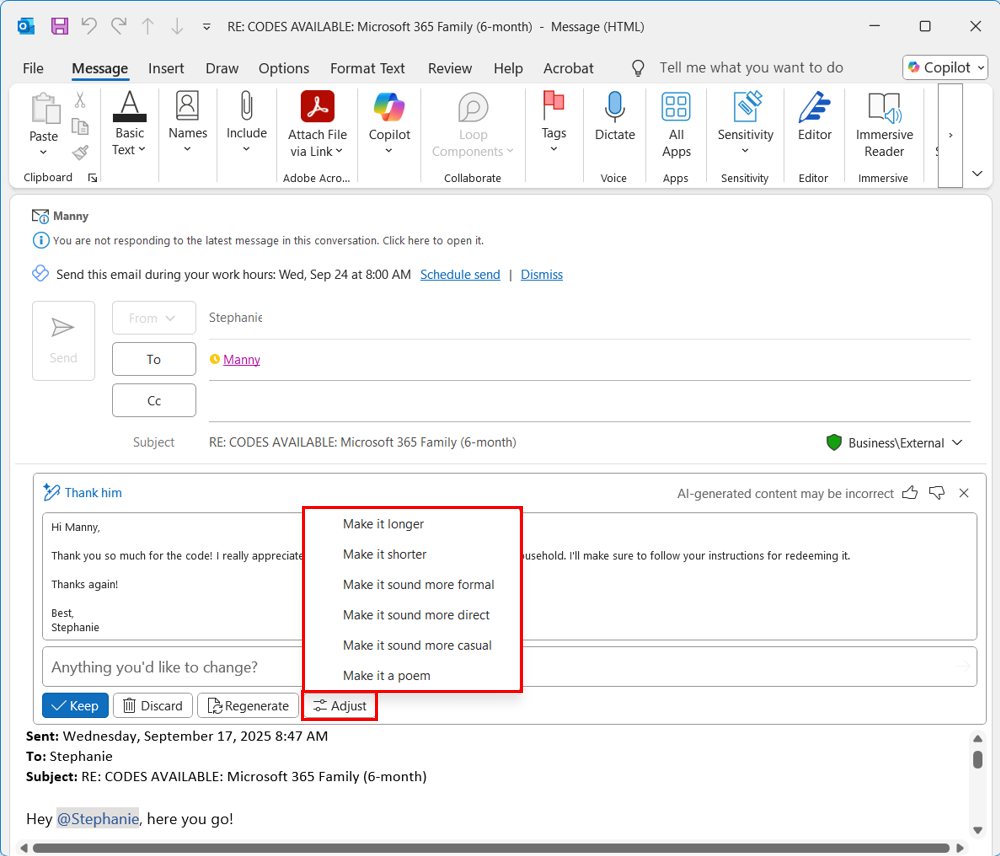 RE: CODES AVAILABLE: Microsoft 365 Family (6-month) - Message (HTML)
File Message Insert Draw Options Format Text Review Help Acrobat Tell me what you want to do Copilot
Paste
Basic Text
Names
Include
Attach File via Link
Copilot
Loop Components
Tags
Dictate
All Apps
Sensitivity
Editor
Immersive Reader
Clipboard Adobe Acro... Collaborate Voice Apps Sensitivity Editor Immersive
Manny
You are not responding to the latest message in this conversation. Click here to open it.
Send this email during your work hours: Wed, Sep 24 at 8:00 AM Schedule send | Dismiss
Send
From Stephanie
To Manny
Cc
Subject RE: CODES AVAILABLE: Microsoft 365 Family (6-month) Business\External
Thank him AI-generated content may be incorrect
Hi Manny,
Thank you so much for the code! I really appreciate usehold. I'll make sure to follow your instructions for redeeming it.
Thanks again!
Best,
Stephanie
Make it longer
Make it shorter
Make it sound more formal
Make it sound more direct
Make it sound more casual
Make it a poem
Anything you'd like to change?
Keep Discard Regenerate Adjust
Sent: Wednesday, September 17, 2025 8:47 AM
To: Stephanie
Subject: RE: CODES AVAILABLE: Microsoft 365 Family (6-month)
Hey @Stephanie, here you go!